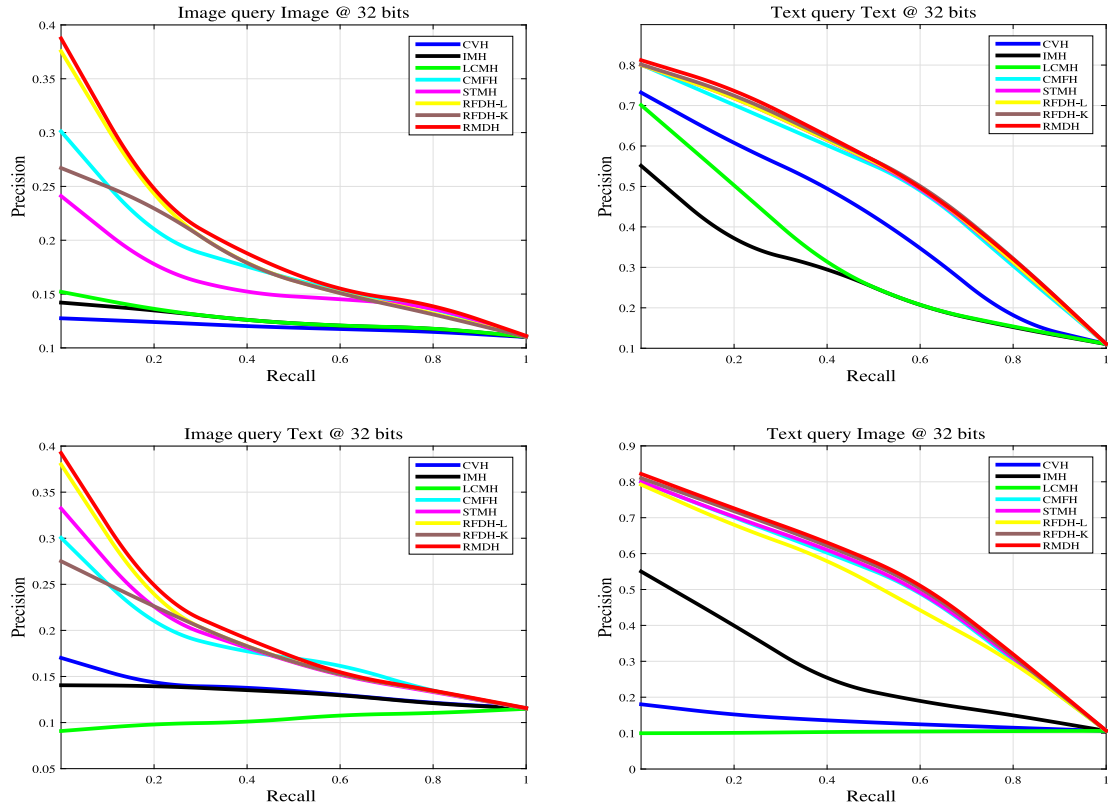 Image query Image @ 32 bits
0.35
0.3
0.25
0.2
0.15
0.1
Precision
0.2
0.4
0.6
0.8
1
Recall
CVH
IMH
LCMH
CMFH
STMH
RFDH-L
RFDH-K
RMDH
Text query Text @ 32 bits
0.9
0.8
0.7
0.6
0.5
0.4
0.3
0.2
0.1
Precision
0.2
0.4
0.6
0.8
1
Recall
CVH
IMH
LCMH
CMFH
STMH
RFDH-L
RFDH-K
RMDH
Image query Text @ 32 bits
0.4
0.35
0.3
0.25
0.2
0.15
0.1
0.05
Precision
0.2
0.4
0.6
0.8
1
Recall
CVH
IMH
LCMH
CMFH
STMH
RFDH-L
RFDH-K
RMDH
Text query Image @ 32 bits
0.9
0.8
0.7
0.6
0.5
0.4
0.3
0.2
0.1
0
Precision
0.2
0.4
0.6
0.8
1
Recall
CVH
IMH
LCMH
CMFH
STMH
RFDH-L
RFDH-K
RMDH